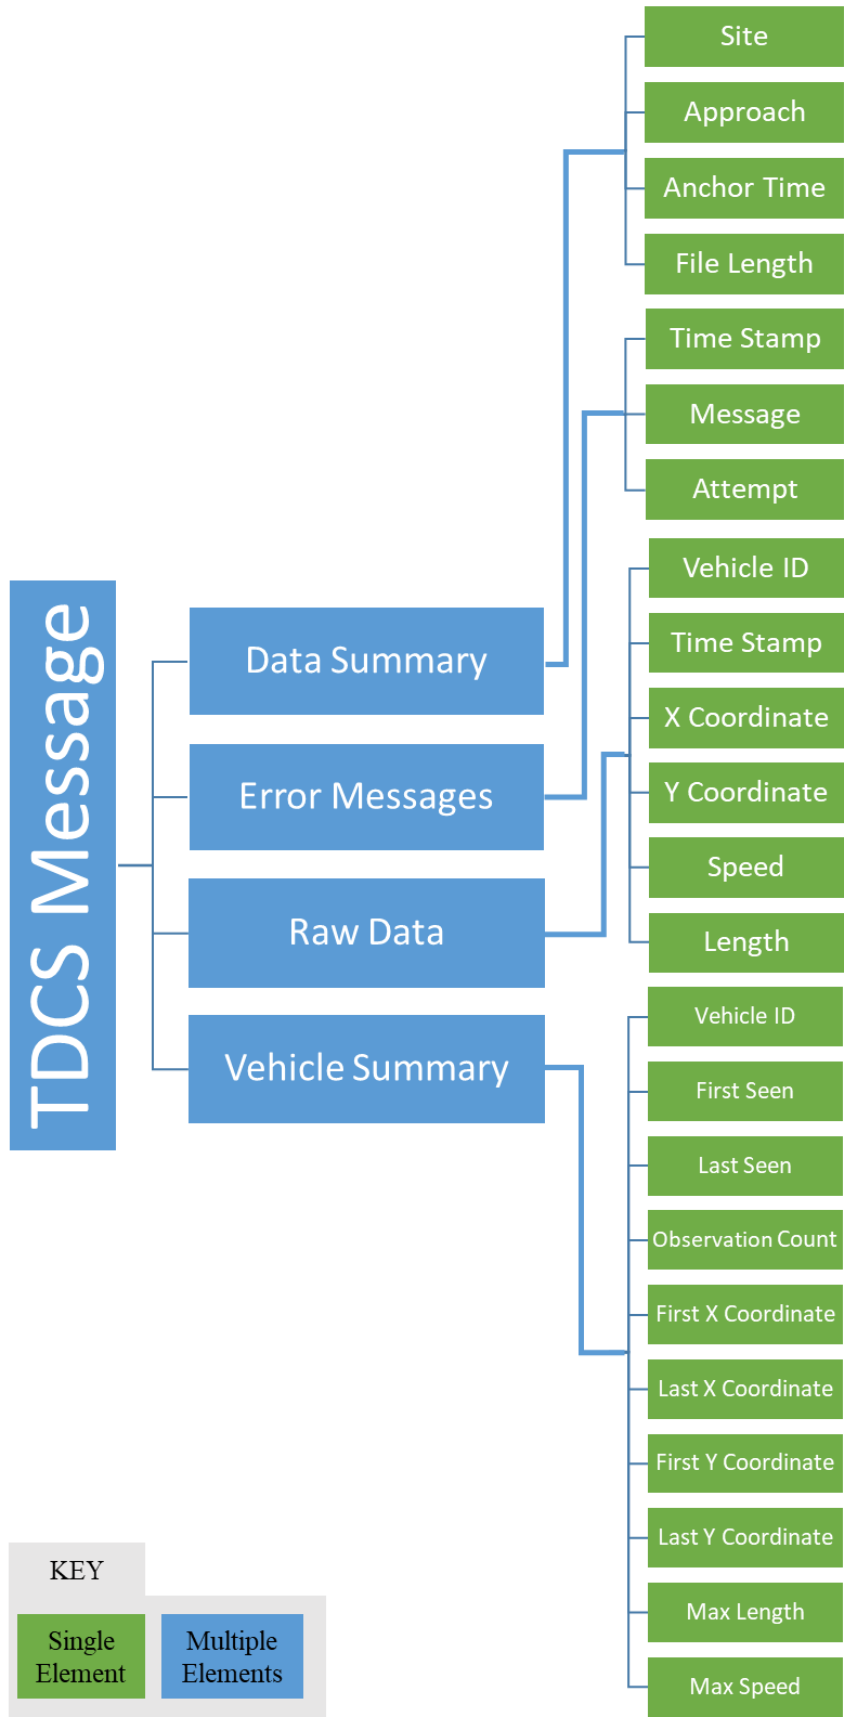 TDCS Message
Data Summary
Error Messages
Raw Data
Vehicle Summary
Site
Approach
Anchor Time
File Length
Time Stamp
Message
Attempt
Vehicle ID
Time Stamp
X Coordinate
Y Coordinate
Speed
Length
Vehicle ID
First Seen
Last Seen
Observation Count
First X Coordinate
Last X Coordinate
First Y Coordinate
Last Y Coordinate
Max Length
Max Speed
KEY
Single
Element
Multiple
Elements